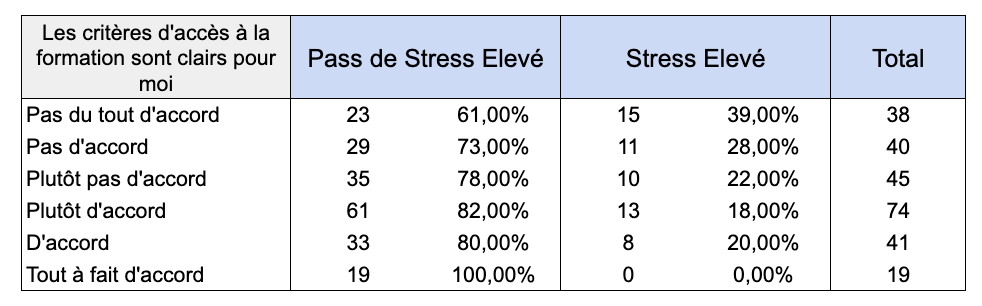 Les critères d'accès à la
formation sont clairs pour
moi
Pass de Stress Elevé Stress Elevé Total
Pas du tout d'accord 23 61,00% 15 39,00% 38
Pas d'accord 29 73,00% 11 28,00% 40
Plutôt pas d'accord 35 78,00% 10 22,00% 45
Plutôt d'accord 61 82,00% 13 18,00% 74
D'accord 33 80,00% 8 20,00% 41
Tout à fait d'accord 19 100,00% 0 0,00% 19